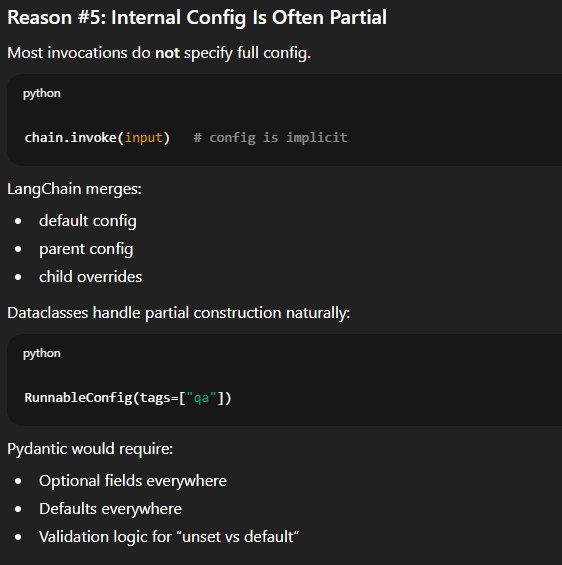 Reason #5: Internal Config Is Often Partial
Most invocations do not specify full config.
python
chain.invoke(input)   # config is implicit
LangChain merges:
• default config
• parent config
• child overrides
Dataclasses handle partial construction naturally:
python
RunnableConfig(tags=["qa"])
Pydantic would require:
• Optional fields everywhere
• Defaults everywhere
• Validation logic for “unset vs default”